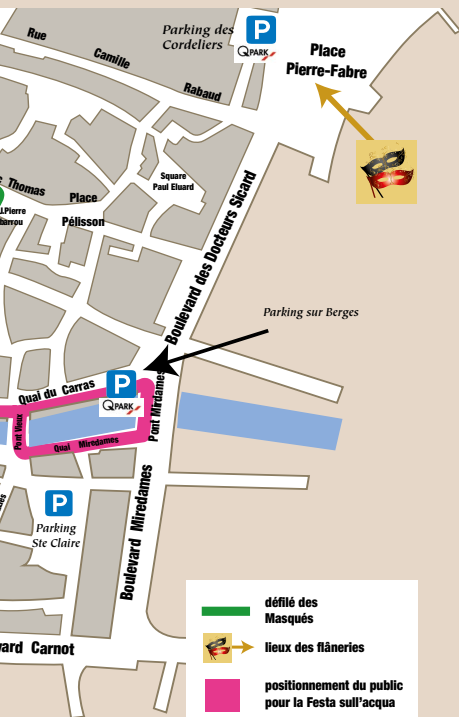 Rue
Camille
Rabaud
Parking des
Cordeliers
P
QPARK
Place
Pierre-Fabre
Thomas
Place
Pélisson
Square
Paul Eluard
Boulevard des Docteurs Sicard
Parking sur Berges
Quai du Carras
P
QPARK
Pont Vieux
Quai Miredames
Pont Mirdames
P
Parking
Ste Claire
Boulevard Miredames
ard Carnot
défilé des
Masqués
lieux des flâneries
positionnement du public
pour la Festa sull'acqua